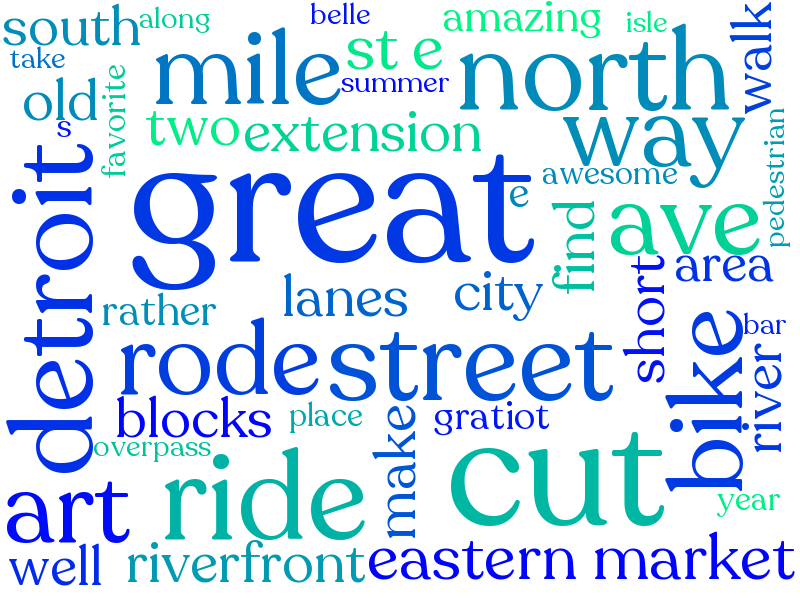 south
along
belle
amazing
isle
walk
take
mile
st e
north
summer
old
favorite
s
two
extension
way
pedestrian
detroit
great
e
awesome
find
ave
short
area
rather
lanes
city
bike
bar
river
rode
street
blocks
place
make
gratiot
overpass
art
ride
cut
year
well
riverfront
eastern market